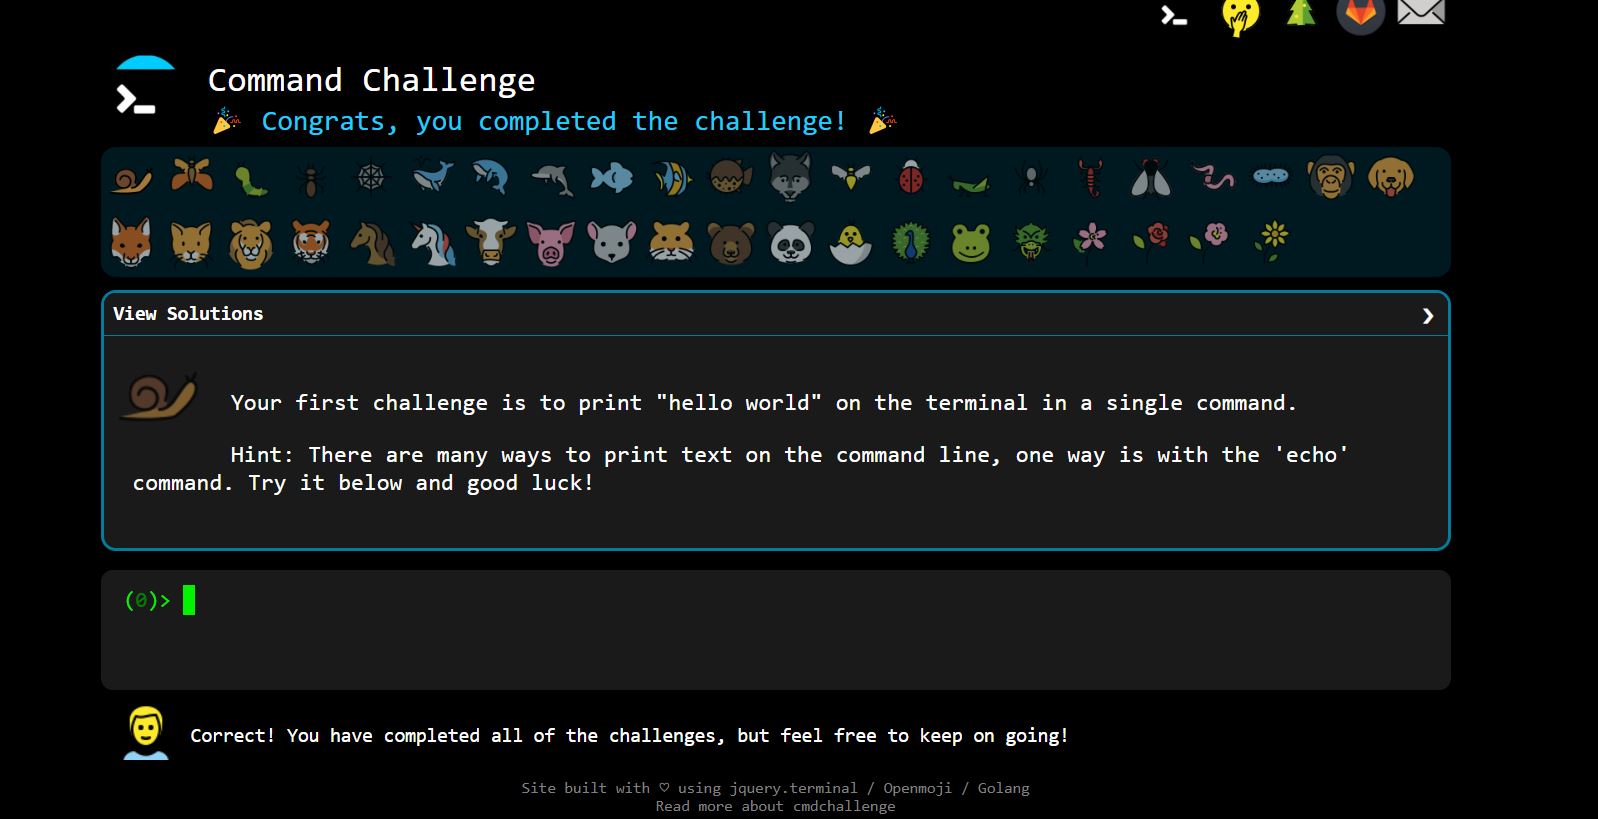 Command Challenge
Congrats, you completed the challenge!
View Solutions
Your first challenge is to print "hello world" on the terminal in a single command.
Hint: There are many ways to print text on the command line, one way is with the 'echo'
command. Try it below and good luck!
(0)>
Correct! You have completed all of the challenges, but feel free to keep on going!
Site built with ♡ using jquery.terminal / Openmoji / Golang
Read more about cmdchallenge